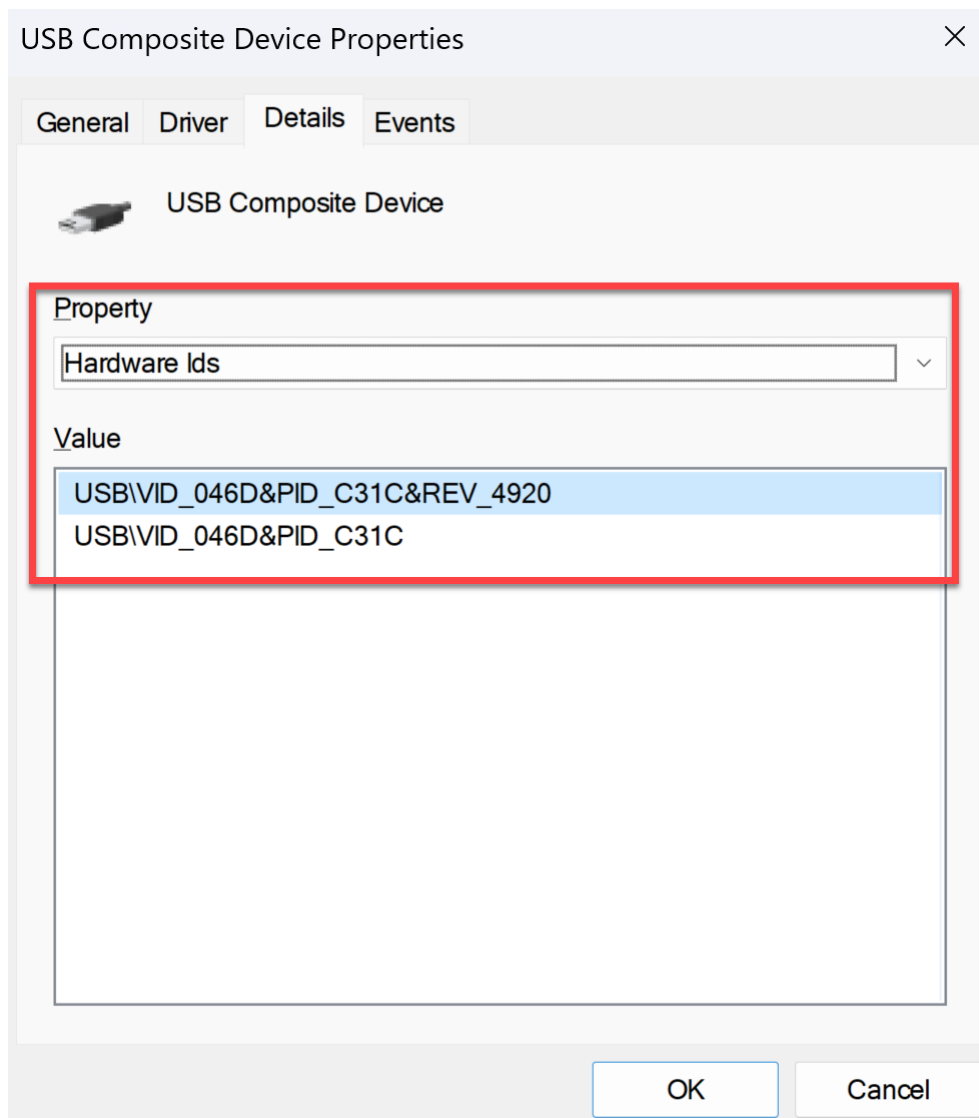 USB Composite Device Properties
General Driver Details Events
USB Composite Device
Property
Hardware Ids
Value
USB\VID_046D&PID_C31C&REV_4920
USB\VID_046D&PID_C31C
OK Cancel